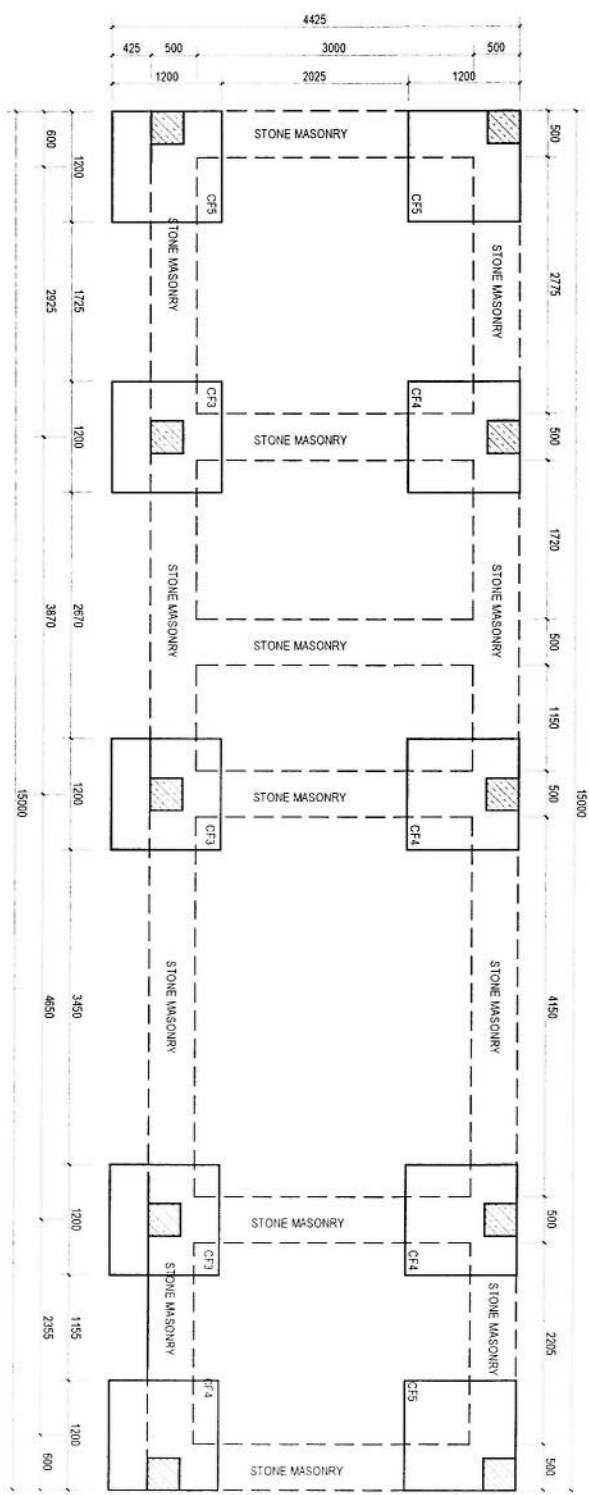 4425
425 500 3000 500
1200 2025 1200
STONE MASONRY
CF5
CF5
STONE MASONRY
STONE MASONRY
CF3
CF4
STONE MASONRY
STONE MASONRY
STONE MASONRY
STONE MASONRY
STONE MASONRY
CF3
CF4
STONE MASONRY
STONE MASONRY
STONE MASONRY
CF3
CF4
STONE MASONRY
STONE MASONRY
CF4
CF5
STONE MASONRY
15000
600 2925 3870 4650 2355 600
1200 1725 1200 2670 1200 3450 1200 1155 1200
500 2775 500 1720 500 1150 500 4150 500 2205 500
15000